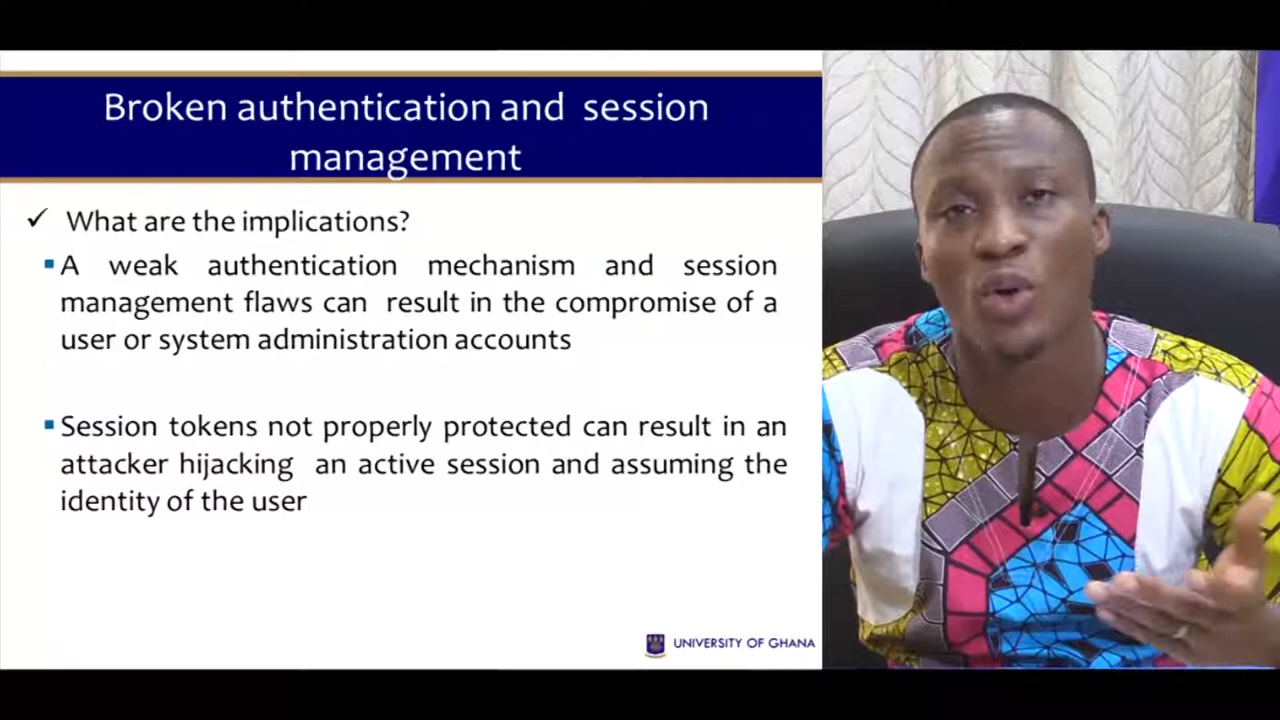 Broken authentication and session
management
✓ What are the implications?
▪ A weak authentication mechanism and session
management flaws can result in the compromise of a
user or system administration accounts
▪ Session tokens not properly protected can result in an
attacker hijacking an active session and assuming the
identity of the user
UNIVERSITY OF GHANA